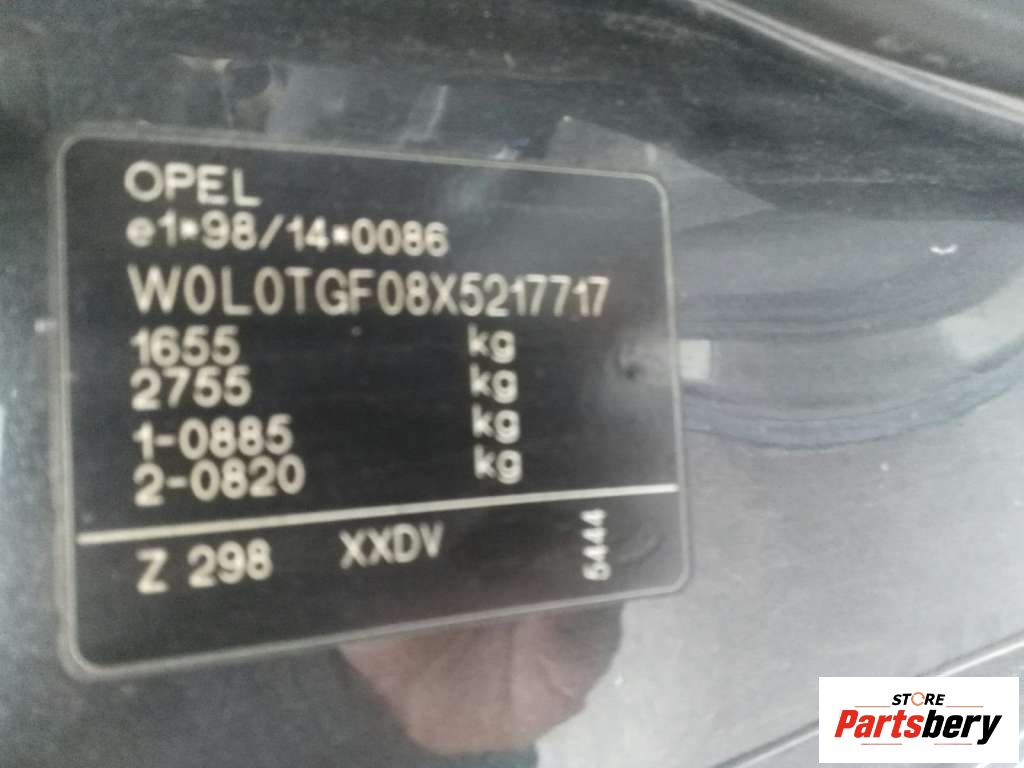 OPEL
e1*98/14*0086
W0L0TGF08X5217717
1655 kg
2755 kg
1-0885 kg
2-0820 kg
Z 298 XXDV 5444
STORE
Partsbery